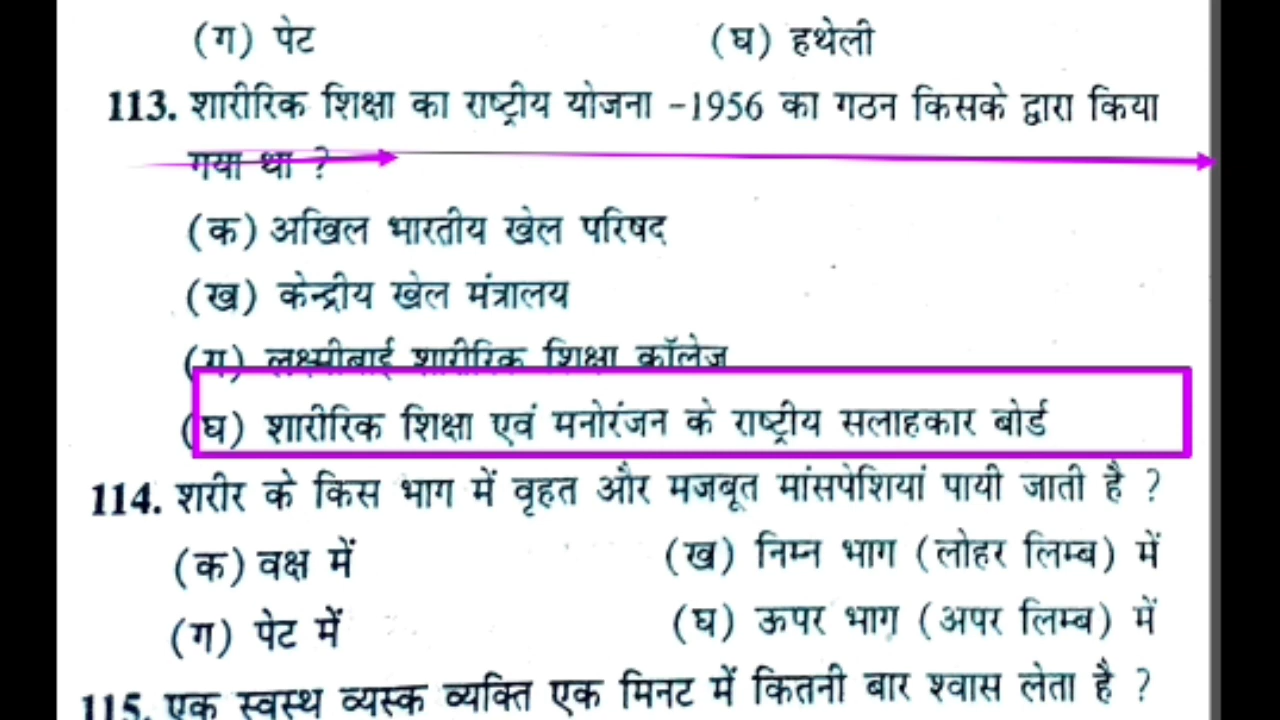 (ग) पेट (घ) हथेली
113. शारीरिक शिक्षा का राष्ट्रीय योजना -1956 का गठन किसके द्वारा किया
गया था ?
(क) अखिल भारतीय खेल परिषद
(ख) केन्द्रीय खेल मंत्रालय
(ग) लक्ष्मीबाई शारीरिक शिक्षा कॉलेज
(घ) शारीरिक शिक्षा एवं मनोरंजन के राष्ट्रीय सलाहकार बोर्ड
114. शरीर के किस भाग में वृहत और मजबूत मांसपेशियां पायी जाती है ?
(क) वक्ष में (ख) निम्न भाग (लोहर लिम्ब) में
(ग) पेट में (घ) ऊपर भाग (अपर लिम्ब) में
115. एक स्वस्थ व्यस्क व्यक्ति एक मिनट में कितनी बार श्वास लेता है ?